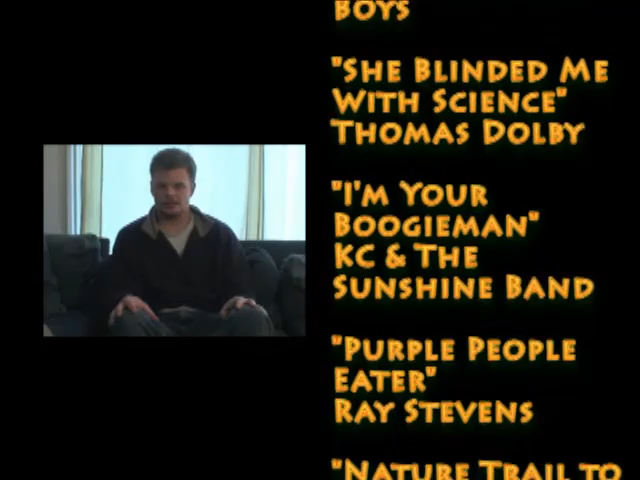 BOYS
"SHE BLINDED ME
WITH SCIENCE"
THOMAS DOLBY
"I'M YOUR
BOOGIEMAN"
KC & THE
SUNSHINE BAND
"PURPLE PEOPLE
EATER"
RAY STEVENS
"NATURE TRAIL TO